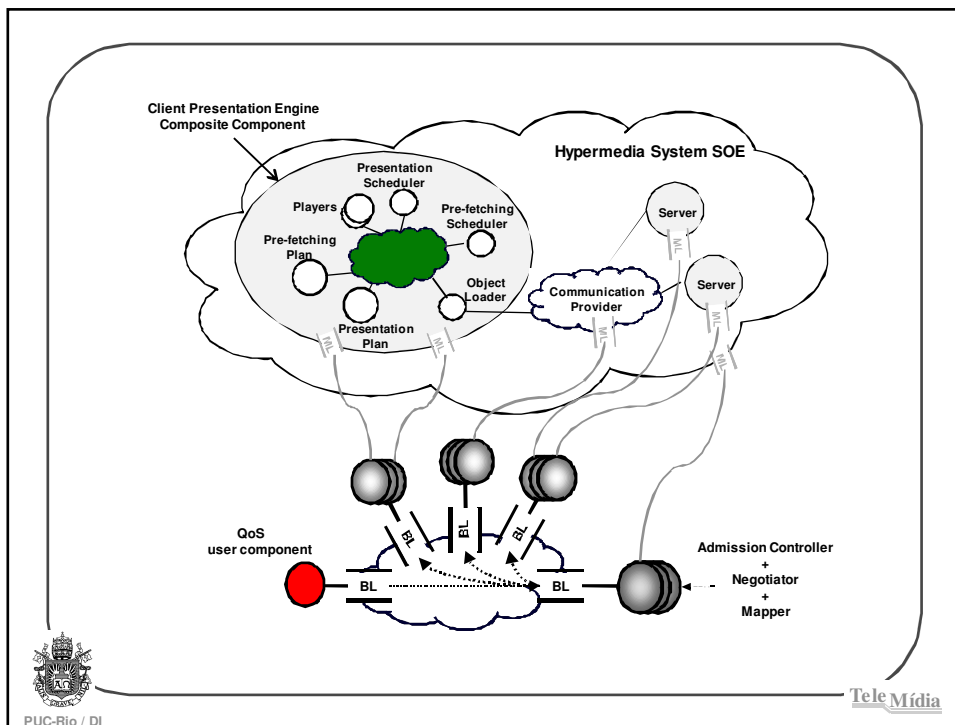 Client Presentation Engine
Composite Component
Hypermedia System SOE
Presentation
Scheduler
Players
Pre-fetching
Scheduler
Pre-fetching
Plan
Object
Loader
Presentation
Plan
Server
Server
Communication
Provider
ML
ML
ML
ML
ML
ML
QoS
user component
BL
BL
BL
BL
BL
Admission Controller
+
Negotiator
+
Mapper
PUC-Rio / DI
TeleMídia